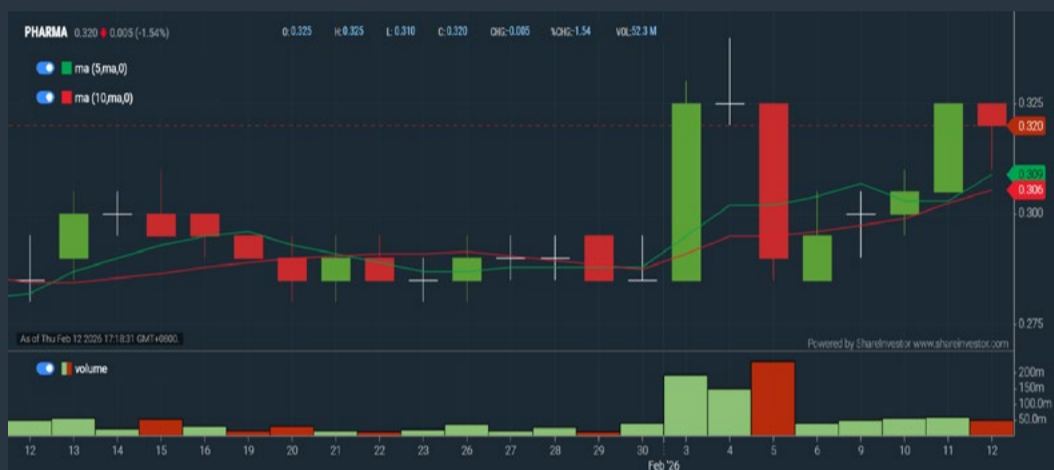 PHARMA 0.320 0.005 (-1.54%) O:0.325 H:0.325 L:0.310 C:0.320 CHG:-0.005 %CHG:-1.54 VOL:52.3 M
ma (5,ma,0)
ma (10,ma,0)
0.325
0.320
0.309
0.306
0.300
0.275
As of Thu Feb 12 2026 17:18:31 GMT+0800.
Powered by ShareInvestor www.shareinvestor.com
volume
200m
150m
100.0m
50.0m
12 13 14 15 16 19 20 21 22 23 26 27 28 29 30 3 4 5 6 9 10 11 12
Feb '26